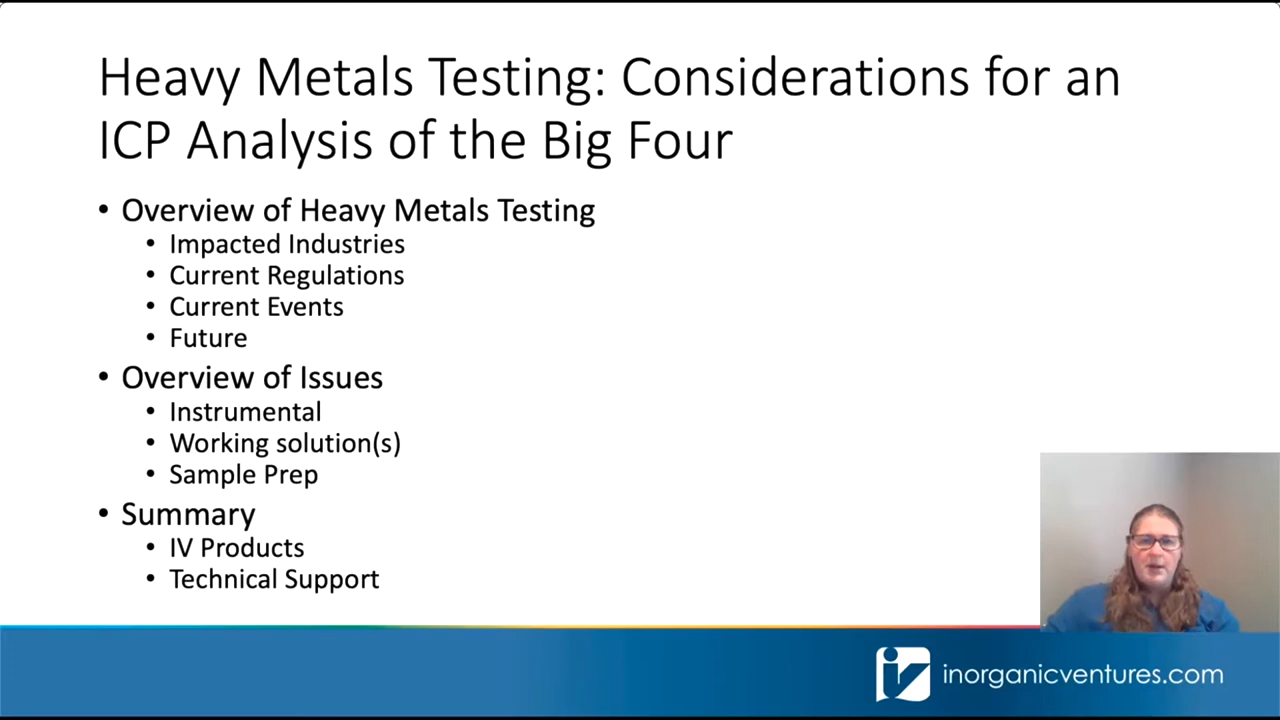 Heavy Metals Testing: Considerations for an
ICP Analysis of the Big Four
• Overview of Heavy Metals Testing
• Impacted Industries
• Current Regulations
• Current Events
• Future
• Overview of Issues
• Instrumental
• Working solution(s)
• Sample Prep
• Summary
• IV Products
• Technical Support
iv inorganicventures.com